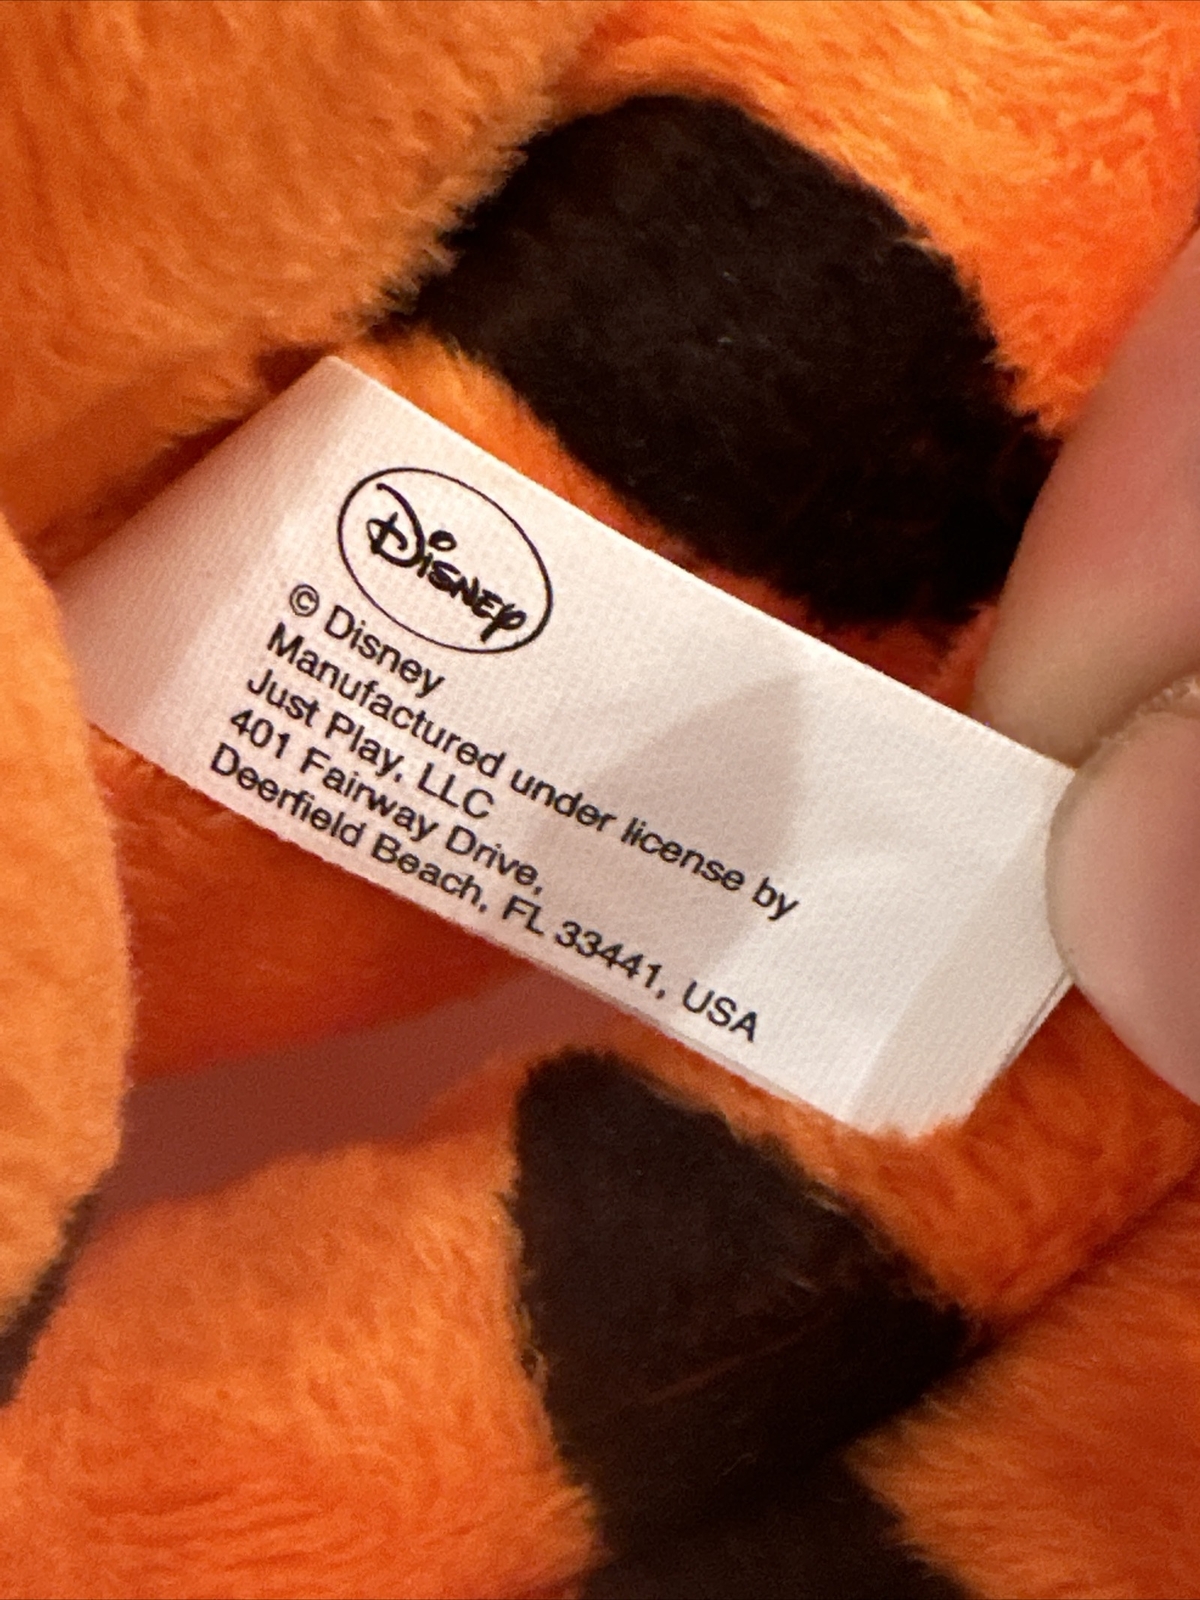 Disney
© Disney
Manufactured under license by
Just Play, LLC
401 Fairway Drive,
Deerfield Beach, FL 33441, USA